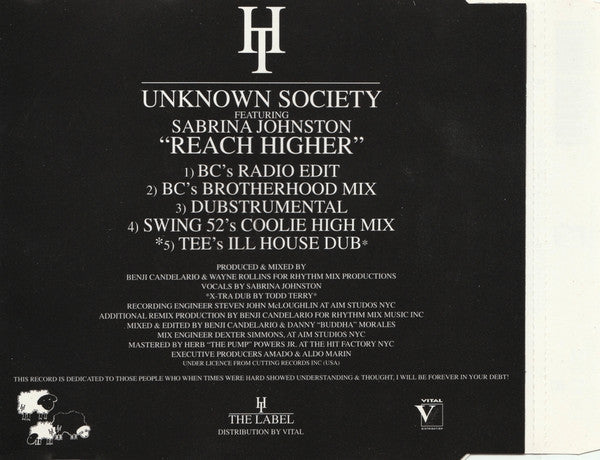 HI
UNKNOWN SOCIETY
FEATURING
SABRINA JOHNSTON
“REACH HIGHER”
1) BC's RADIO EDIT
2) BC's BROTHERHOOD MIX
3) DUBSTRUMENTAL
4) SWING 52's COOLIE HIGH MIX
*5) TEE's ILL HOUSE DUB*
PRODUCED & MIXED BY
BENJI CANDELARIO & WAYNE ROLLINS FOR RHYTHM MIX PRODUCTIONS
VOCALS BY SABRINA JOHNSTON
*X-TRA DUB BY TODD TERRY*
RECORDING ENGINEER STEVEN JOHN McLOUGHLIN AT AIM STUDOS NYC
ADDITIONAL REMIX PRODUCTION BY BENJI CANDELARIO FOR RHYTHM MIX MUSIC INC
MIXED & EDITED BY BENJI CANDELARIO & DANNY “BUDDHA” MORALES
MIX ENGINEER DEXTER SIMMONS, AT AIM STUDIOS NYC
MASTERED BY HERB “THE PUMP” POWERS JR. AT THE HIT FACTORY NYC
EXECUTIVE PRODUCERS AMADO & ALDO MARIN
UNDER LICENCE FROM CUTTING RECORDS INC (USA)
THIS RECORD IS DEDICATED TO THOSE PEOPLE WHO WHEN TIMES WERE HARD SHOWED UNDERSTANDING & THOUGHT, I WILL BE FOREVER IN YOUR DEBT!
HI
THE LABEL
DISTRIBUTION BY VITAL
VITAL
V
DISTRIBUTION